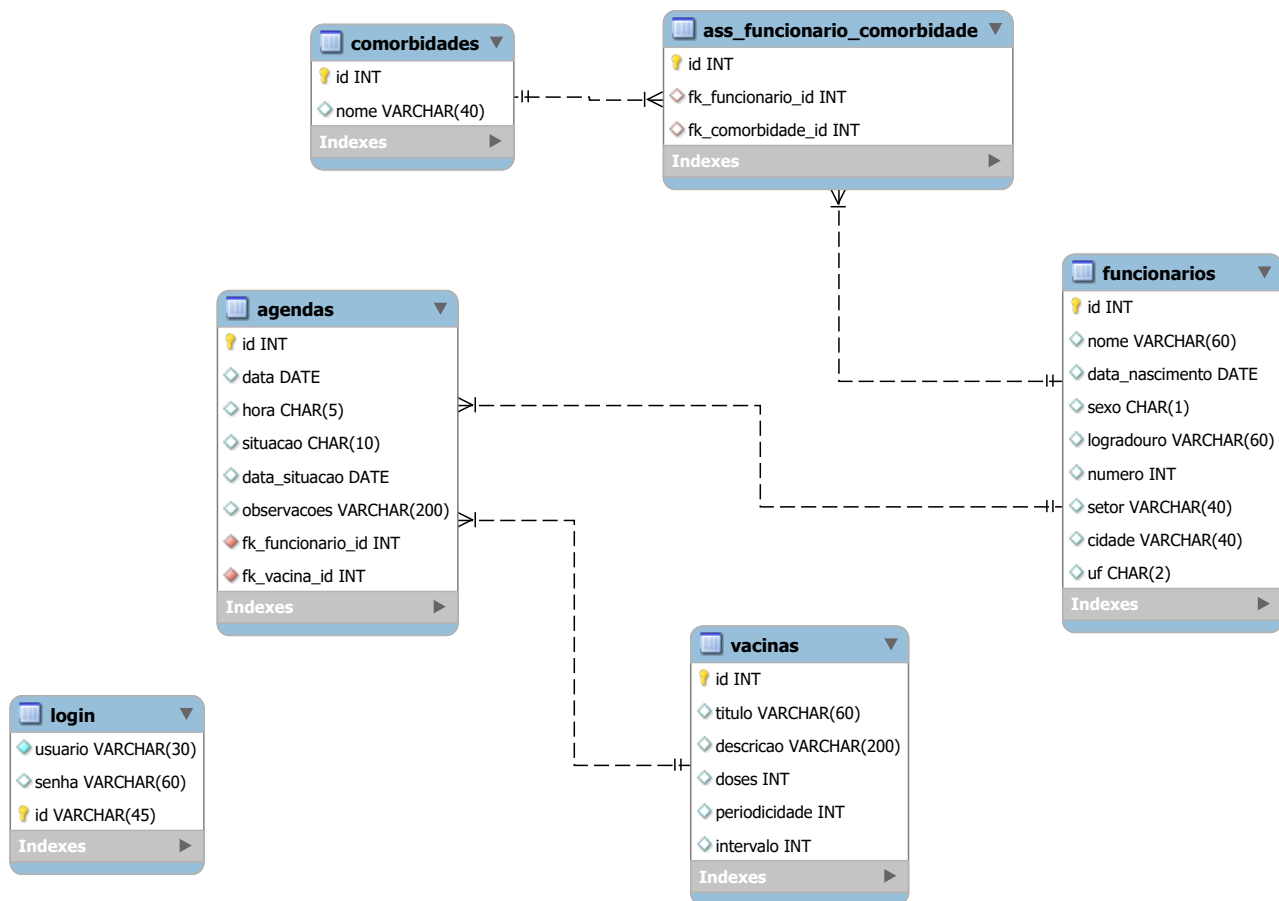 comorbidades
id INT
nome VARCHAR(40)
Indexes
ass_funcionario_comorbidade
id INT
fk_funcionario_id INT
fk_comorbidade_id INT
Indexes
agendas
id INT
data DATE
hora CHAR(5)
situacao CHAR(10)
data_situacao DATE
observacoes VARCHAR(200)
fk_funcionario_id INT
fk_vacina_id INT
Indexes
funcionarios
id INT
nome VARCHAR(60)
data_nascimento DATE
sexo CHAR(1)
logradouro VARCHAR(60)
numero INT
setor VARCHAR(40)
cidade VARCHAR(40)
uf CHAR(2)
Indexes
login
usuario VARCHAR(30)
senha VARCHAR(60)
id VARCHAR(45)
Indexes
vacinas
id INT
titulo VARCHAR(60)
descricao VARCHAR(200)
doses INT
periodicidade INT
intervalo INT
Indexes